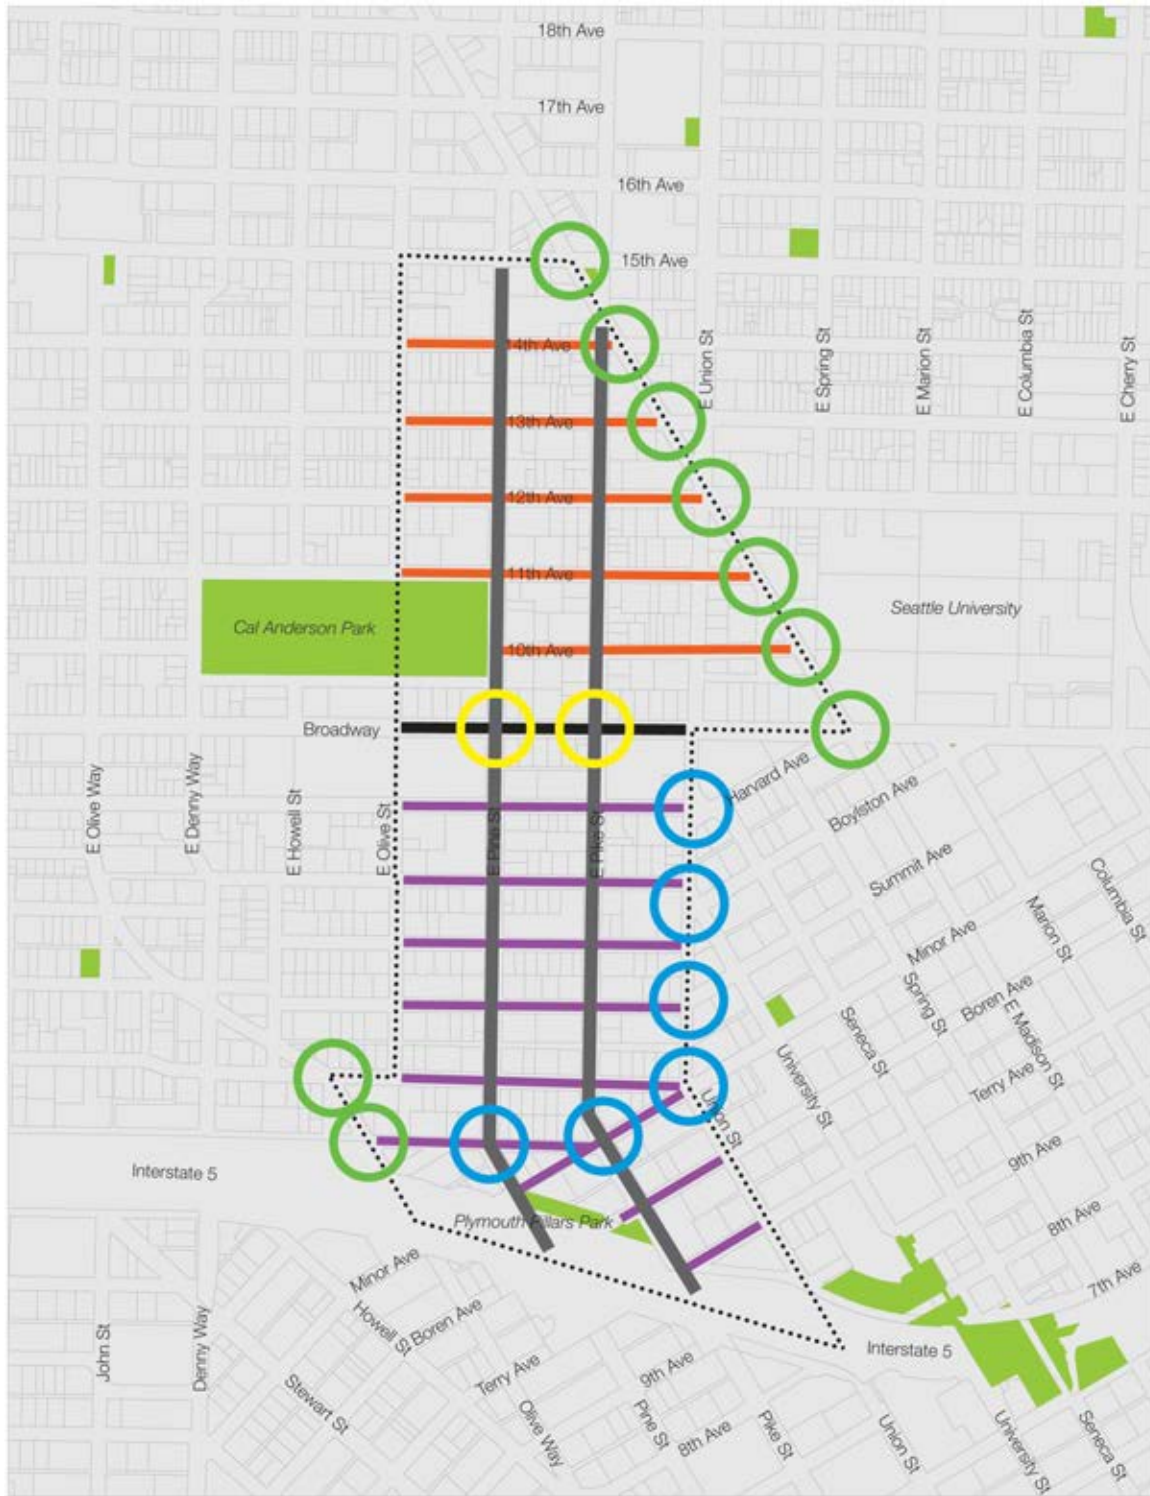 18th Ave
17th Ave
16th Ave
15th Ave
14th Ave
13th Ave
12th Ave
11th Ave
10th Ave
E Union St
E Spring St
E Marion St
E Columbia St
E Cherry St
Seattle University
Cal Anderson Park
Broadway
E Olive Way
E Denny Way
E Howell St
E Olive St
E Pine St
E Pike St
Harvard Ave
Boylston Ave
Summit Ave
Minor Ave
Boren Ave
Terry Ave
9th Ave
8th Ave
7th Ave
Columbia St
Marion St
E Madison St
Spring St
Seneca St
University St
Union St
Interstate 5
Plymouth Pillars Park
Minor Ave
Howell St
Boren Ave
Terry Ave
9th Ave
8th Ave
Interstate 5
John St
Denny Way
Stewart St
Olive Way
Pine St
Pike St
Union St
University St
Seneca St